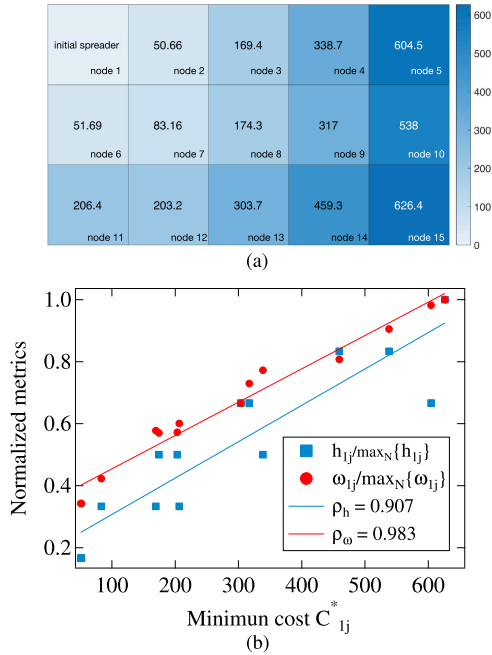 initial spreader 50.66 169.4 338.7 604.5
node 1 node 2 node 3 node 4 node 5
51.69 83.16 174.3 317 538
node 6 node 7 node 8 node 9 node 10
206.4 203.2 303.7 459.3 626.4
node 11 node 12 node 13 node 14 node 15
600
500
400
300
200
100
0
(a)
Normalized metrics
1.0
0.8
0.6
0.4
0.2
h1j/maxN{h1j}
ω1j/maxN{ω1j}
ρh = 0.907
ρω = 0.983
100 200 300 400 500 600
Minimun cost C*1j
(b)